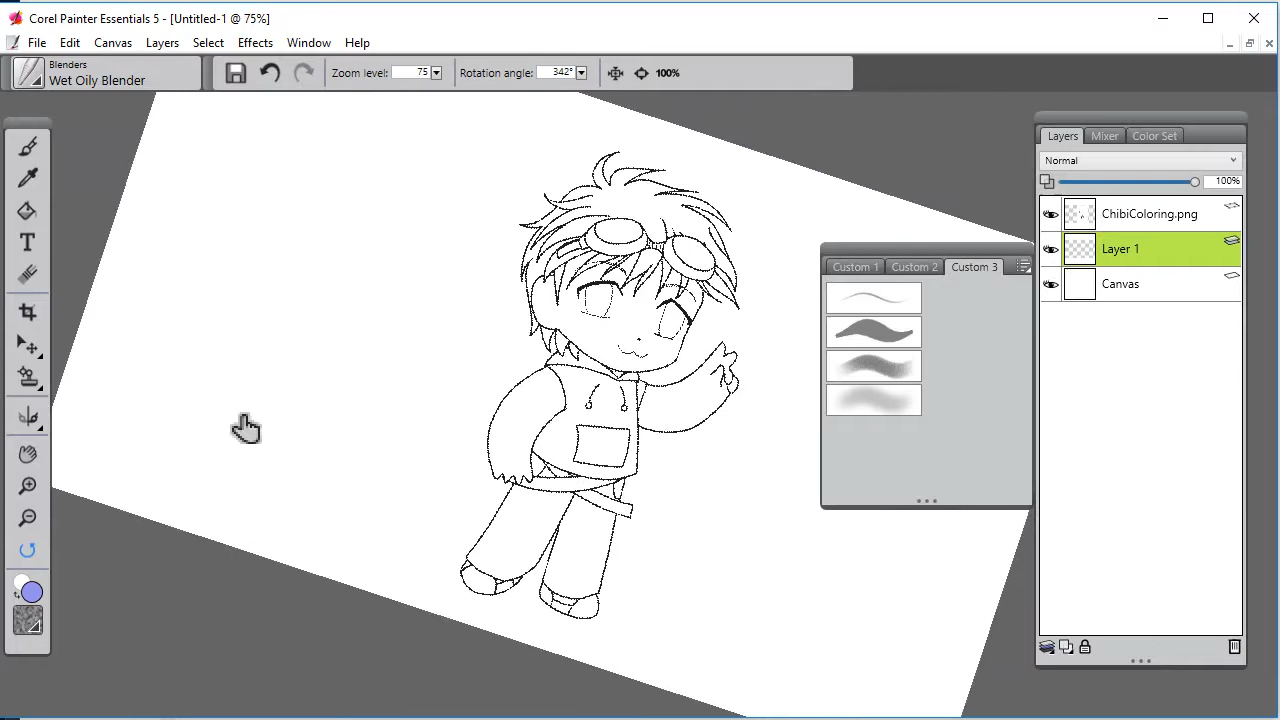 Corel Painter Essentials 5 - [Untitled-1 @ 75%]
File Edit Canvas Layers Select Effects Window Help
Blenders
Wet Oily Blender
Zoom level: 75 Rotation angle: 342° 100%
Layers Mixer Color Set
Normal
100%
ChibiColoring.png
Layer 1
Canvas
Custom 1 Custom 2 Custom 3
T